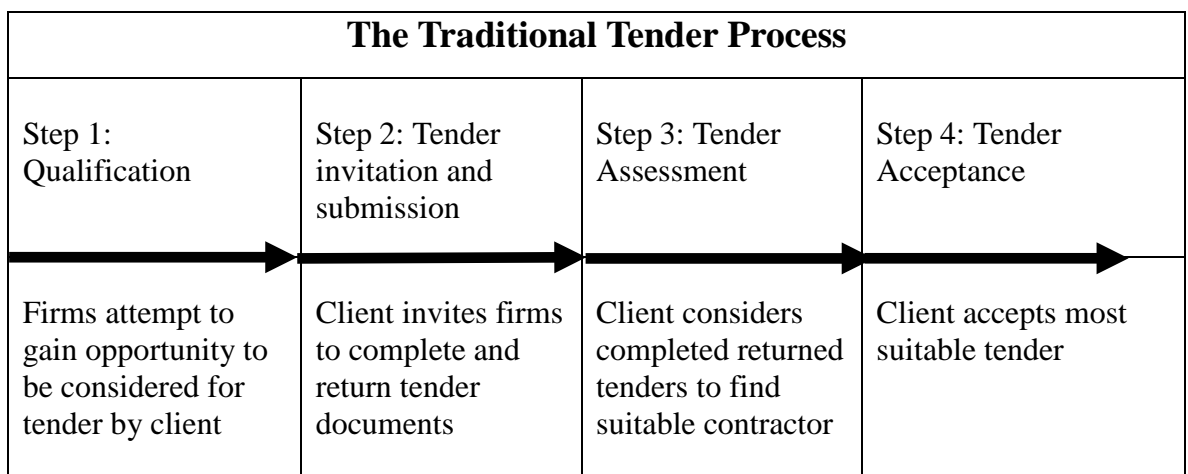 The Traditional Tender Process
Step 1:
Qualification
Step 2: Tender
invitation and
submission
Step 3: Tender
Assessment
Step 4: Tender
Acceptance
Firms attempt to
gain opportunity to
be considered for
tender by client
Client invites firms
to complete and
return tender
documents
Client considers
completed returned
tenders to find
suitable contractor
Client accepts most
suitable tender